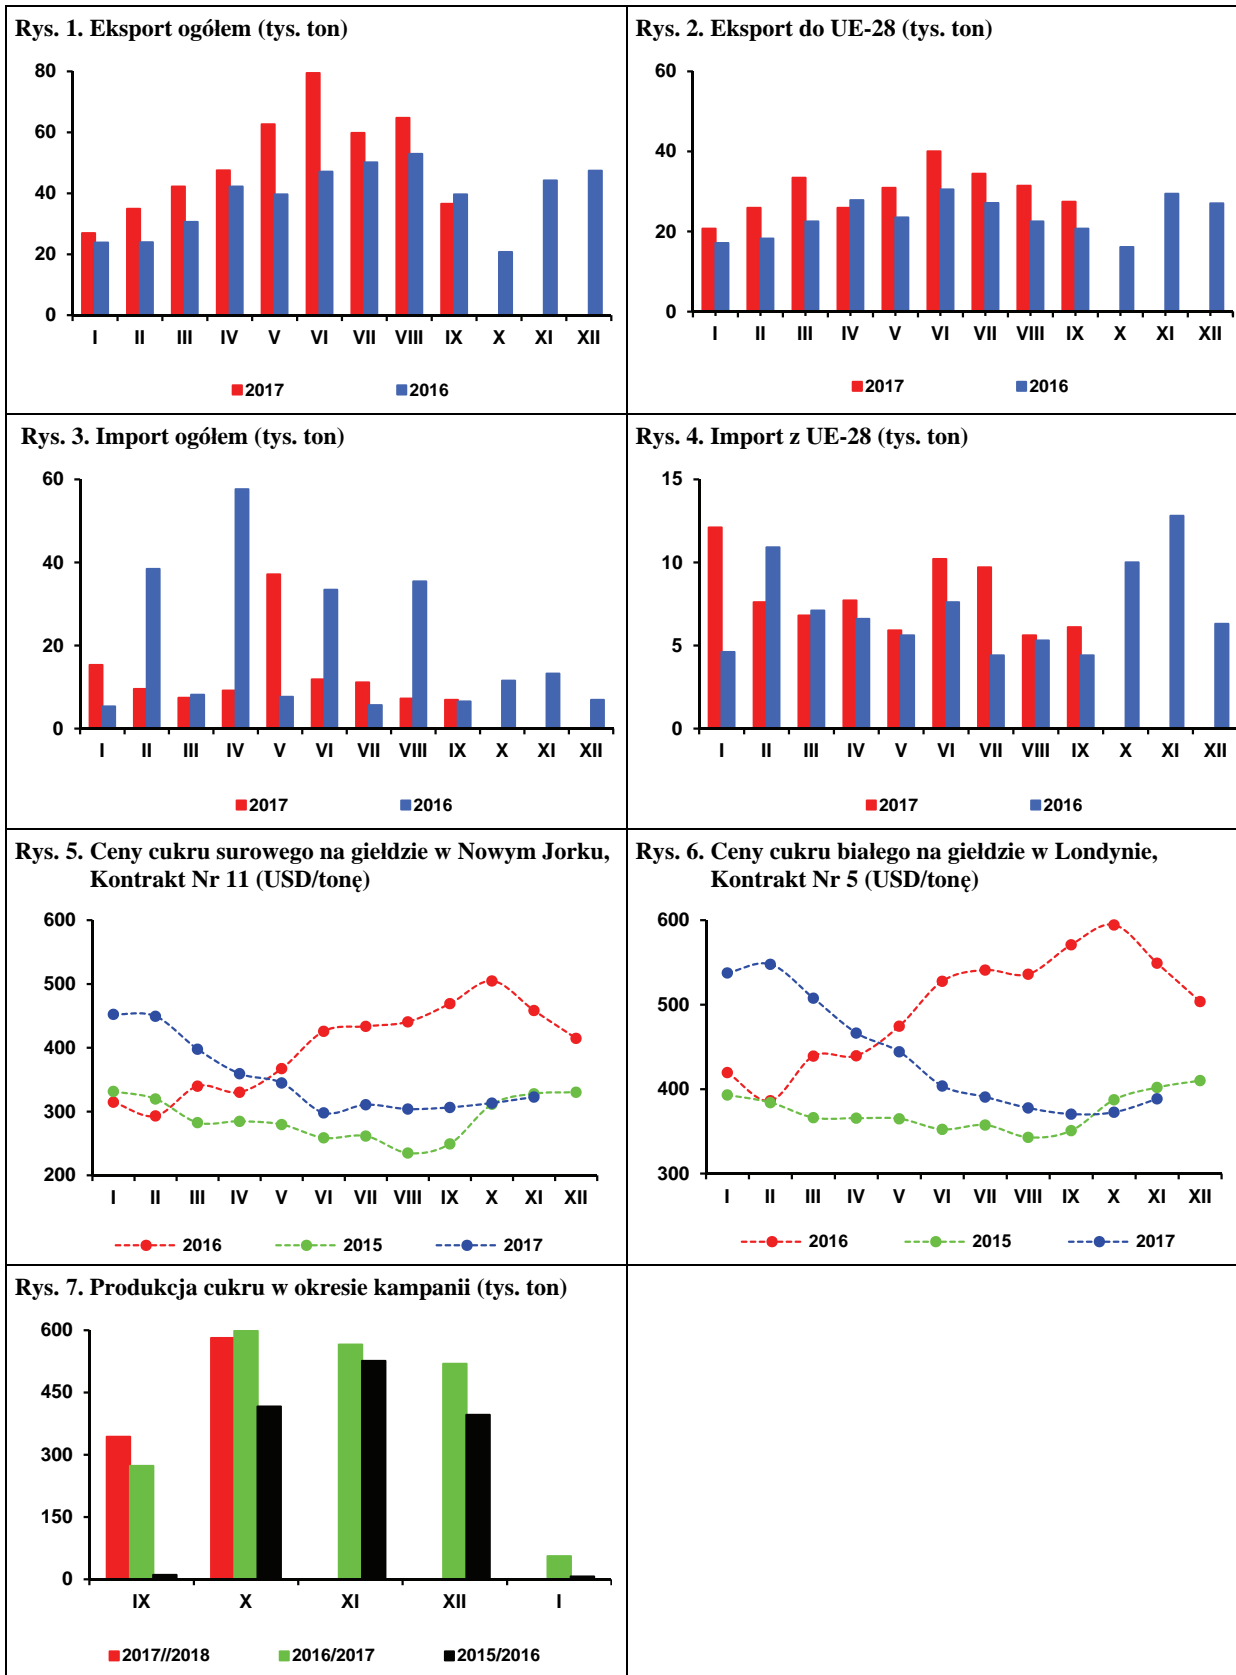 Rys. 1. Eksport ogółem (tys. ton)
80
60
40
20
0
I II III IV V VI VII VIII IX X XI XII
2017 2016
Rys. 2. Eksport do UE-28 (tys. ton)
60
40
20
0
I II III IV V VI VII VIII IX X XI XII
2017 2016
Rys. 3. Import ogółem (tys. ton)
60
40
20
0
I II III IV V VI VII VIII IX X XI XII
2017 2016
Rys. 4. Import z UE-28 (tys. ton)
15
10
5
0
I II III IV V VI VII VIII IX X XI XII
2017 2016
Rys. 5. Ceny cukru surowego na giełdzie w Nowym Jorku,
Kontrakt Nr 11 (USD/tonę)
600
500
400
300
200
I II III IV V VI VII VIII IX X XI XII
2016 2015 2017
Rys. 6. Ceny cukru białego na giełdzie w Londynie,
Kontrakt Nr 5 (USD/tonę)
600
500
400
300
I II III IV V VI VII VIII IX X XI XII
2016 2015 2017
Rys. 7. Produkcja cukru w okresie kampanii (tys. ton)
600
450
300
150
0
IX X XI XII I
2017//2018 2016/2017 2015/2016